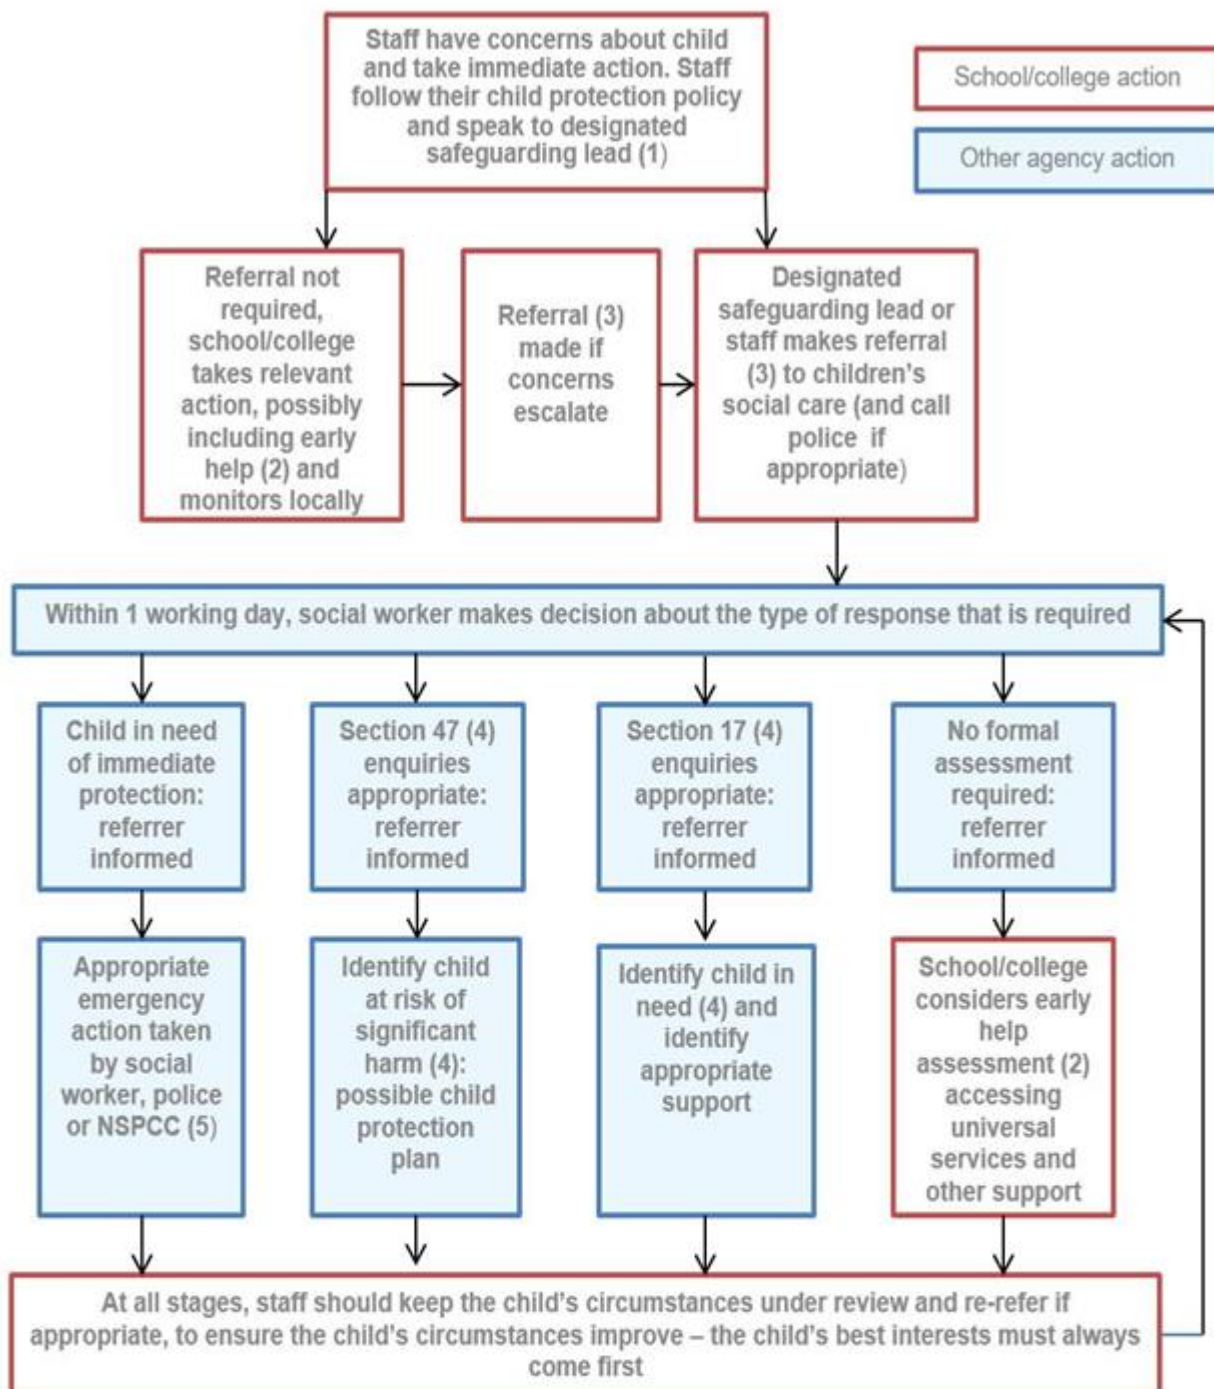 Staff have concerns about child
and take immediate action. Staff
follow their child protection policy
and speak to designated
safeguarding lead (1)
School/college action
Other agency action
Referral not
required,
school/college
takes relevant
action, possibly
including early
help (2) and
monitors locally
Referral (3)
made if
concerns
escalate
Designated
safeguarding lead or
staff makes referral
(3) to children's
social care (and call
police if
appropriate)
Within 1 working day, social worker makes decision about the type of response that is required
Child in need
of immediate
protection:
referrer
informed
Section 47 (4)
enquiries
appropriate:
referrer
informed
Section 17 (4)
enquiries
appropriate:
referrer
informed
No formal
assessment
required:
referrer
informed
Appropriate
emergency
action taken
by social
worker, police
or NSPCC (5)
Identify child
at risk of
significant
harm (4):
possible child
protection
plan
Identify child in
need (4) and
identify
appropriate
support
School/college
considers early
help
assessment (2)
accessing
universal
services and
other support
At all stages, staff should keep the child's circumstances under review and re-refer if
appropriate, to ensure the child's circumstances improve – the child's best interests must always
come first